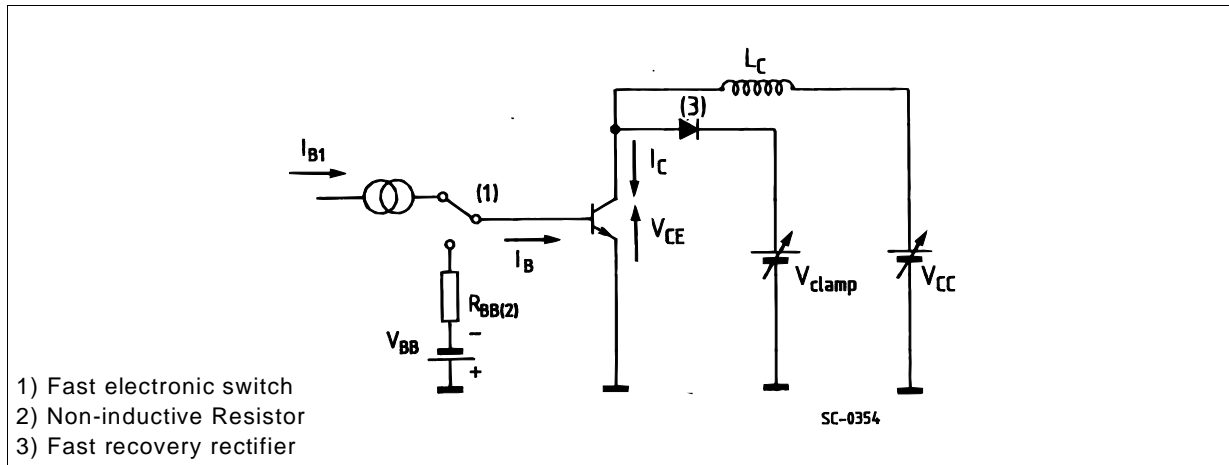 L_C
(3)
I_B1
I_C
(1)
V_CE
I_B
V_clamp
V_CC
R_BB(2)
V_BB
-
+
1) Fast electronic switch
2) Non-inductive Resistor
3) Fast recovery rectifier
SC-0354